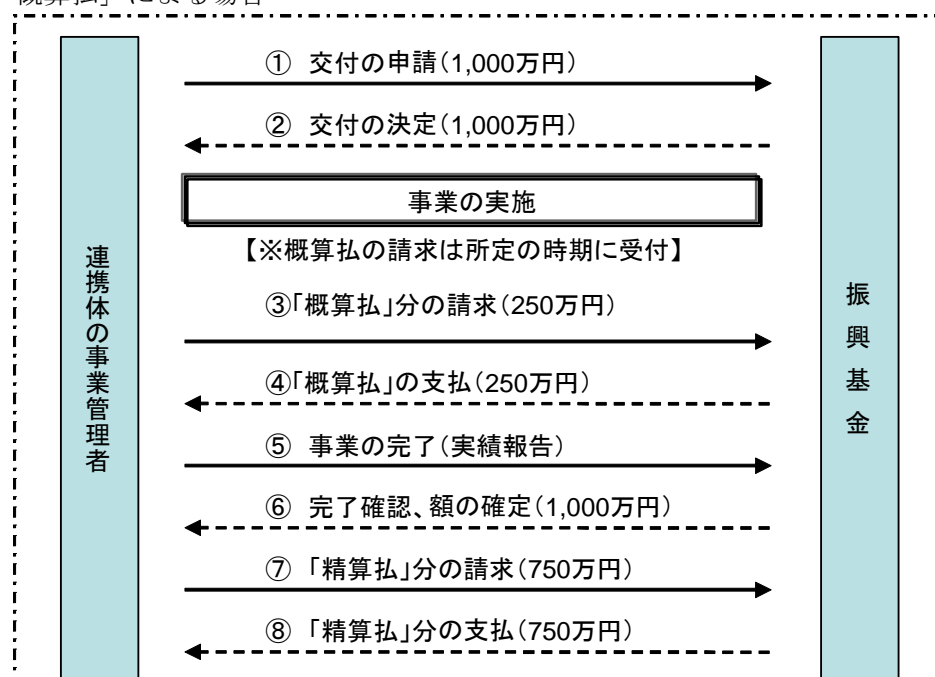 概算払」による場合
① 交付の申請（1,000万円）
② 交付の決定（1,000万円）
事業の実施
【※概算払の請求は所定の時期に受付】
③「概算払」分の請求（250万円）
④「概算払」の支払（250万円）
⑤ 事業の完了（実績報告）
⑥ 完了確認、額の確定（1,000万円）
⑦ 「精算払」分の請求（750万円）
⑧ 「精算払」分の支払（750万円）
連携体の事業管理者
振興基金